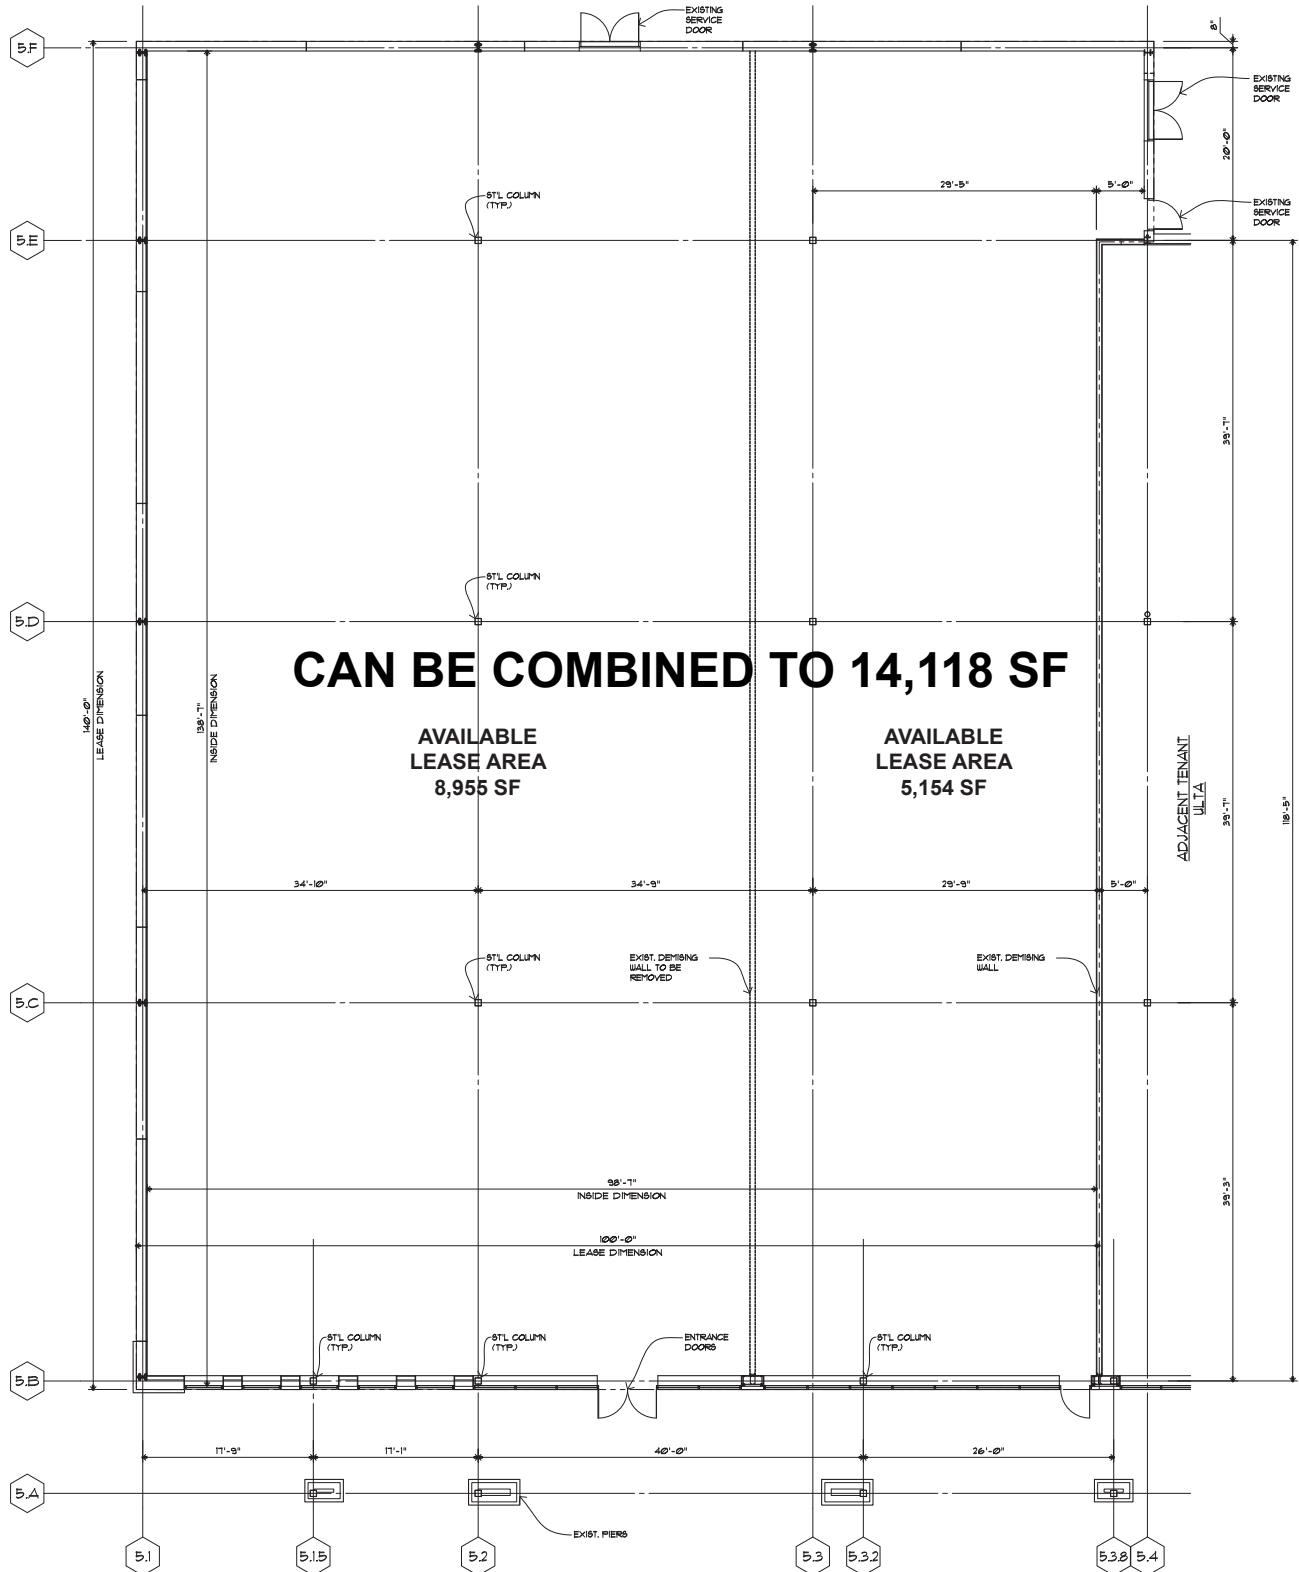 EXISTING
SERVICE
DOOR
5.F
8"
EXISTING
SERVICE
DOOR
20'-0"
29'-5"
5'-0"
ST'L COLUMN
(TYP.)
EXISTING
SERVICE
DOOR
5.E
39'-7"
ST'L COLUMN
(TYP.)
5.D
CAN BE COMBINED TO 14,118 SF
140'-0"
LEASE DIMENSION
138'-7"
INSIDE DIMENSION
AVAILABLE
LEASE AREA
8,955 SF
AVAILABLE
LEASE AREA
5,154 SF
ADJACENT TENANT
ULTA
39'-7"
118'-5"
34'-10"
34'-9"
29'-9"
5'-0"
ST'L COLUMN
(TYP.)
EXIST. DEMISING
WALL TO BE
REMOVED
EXIST. DEMISING
WALL
5.C
98'-7"
INSIDE DIMENSION
39'-3"
100'-0"
LEASE DIMENSION
ST'L COLUMN
(TYP.)
ST'L COLUMN
(TYP.)
ENTRANCE
DOORS
ST'L COLUMN
(TYP.)
5.B
17'-9"
17'-1"
40'-0"
26'-0"
5.A
EXIST. PIERS
5.1
5.1.5
5.2
5.3
5.3.2
5.3.8
5.4